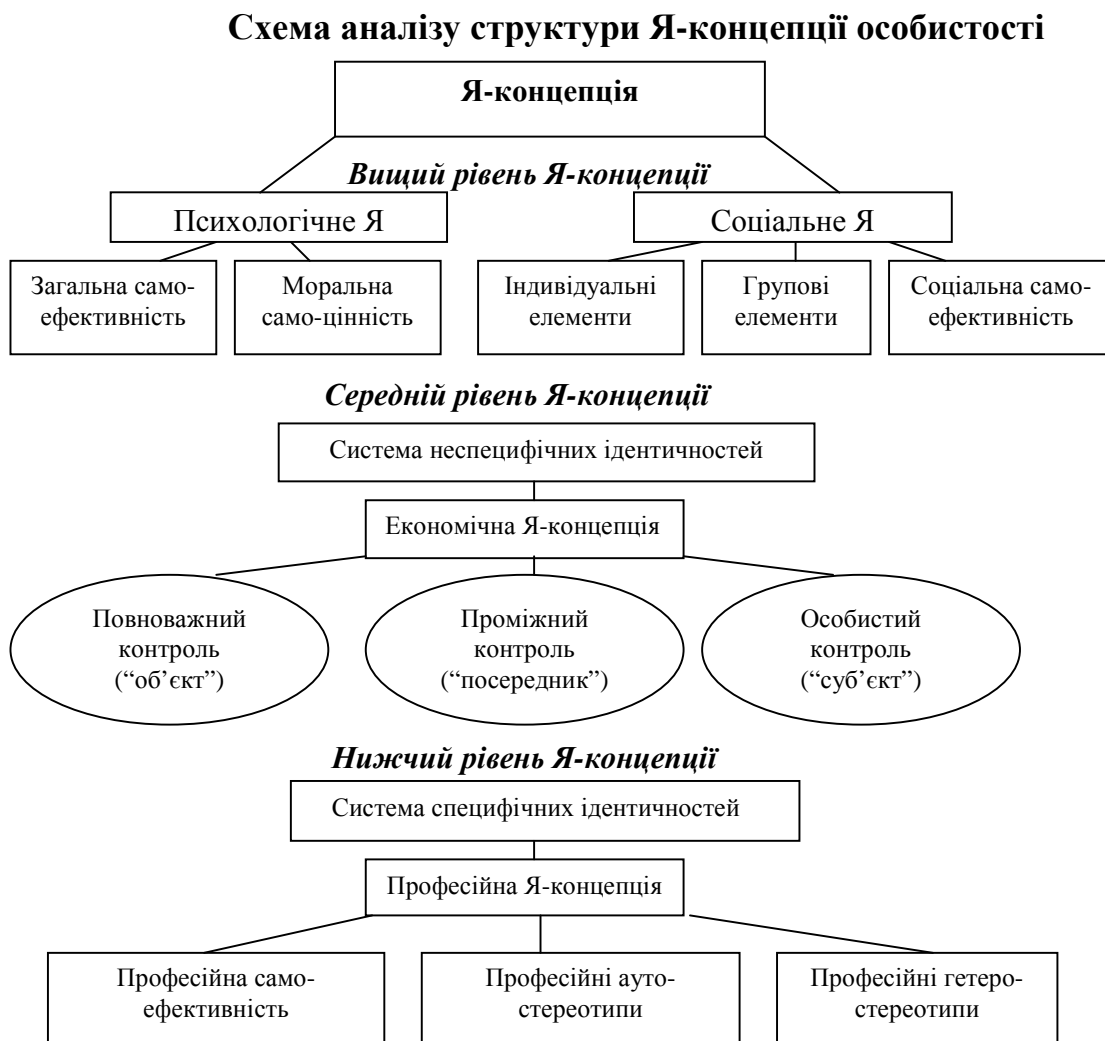 Схема аналізу структури Я-концепції особистості
Я-концепція
Вищий рівень Я-концепції
Психологічне Я
Соціальне Я
Загальна само-
ефективність
Моральна
само-цінність
Індивідуальні
елементи
Групові
елементи
Соціальна само-
ефективність
Середній рівень Я-концепції
Система неспецифічних ідентичностей
Економічна Я-концепція
Повноважний
контроль
(“об’єкт”)
Проміжний
контроль
(“посередник”)
Особистий
контроль
(“суб’єкт”)
Нижчий рівень Я-концепції
Система специфічних ідентичностей
Професійна Я-концепція
Професійна само-
ефективність
Професійні ауто-
стереотипи
Професійні гетеро-
стереотипи